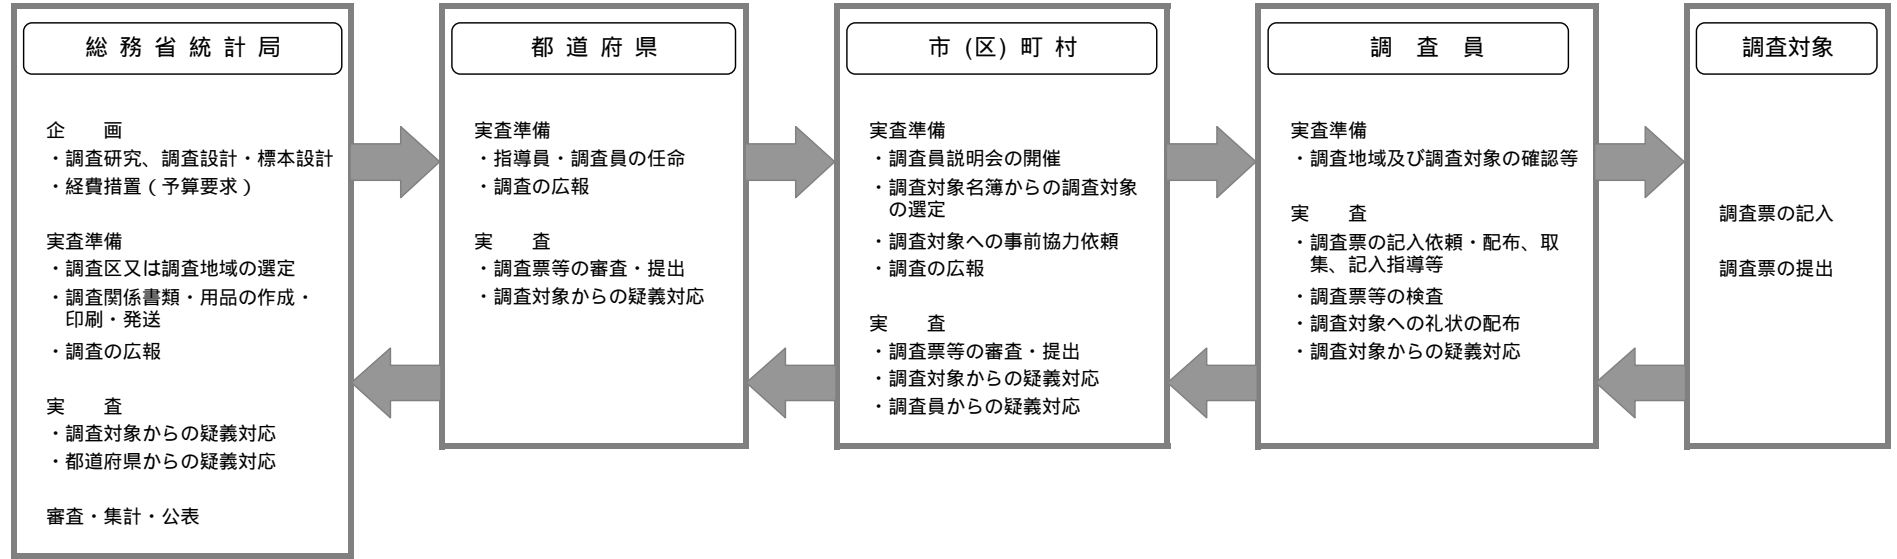 総務省統計局
企　　画
・調査研究、調査設計・標本設計
・経費措置（予算要求）
実査準備
・調査区又は調査地域の選定
・調査関係書類・用品の作成・
印刷・発送
・調査の広報
実　　査
・調査対象からの疑義対応
・都道府県からの疑義対応
審査・集計・公表
都道府県
実査準備
・指導員・調査員の任命
・調査の広報
実　　査
・調査票等の審査・提出
・調査対象からの疑義対応
市(区)町村
実査準備
・調査員説明会の開催
・調査対象名簿からの調査対象
の選定
・調査対象への事前協力依頼
・調査の広報
実　　査
・調査票等の審査・提出
・調査対象からの疑義対応
・調査員からの疑義対応
調　査　員
実査準備
・調査地域及び調査対象の確認等
実　　査
・調査票の記入依頼・配布、取
集、記入指導等
・調査票等の検査
・調査対象への礼状の配布
・調査対象からの疑義対応
調査対象
調査票の記入
調査票の提出